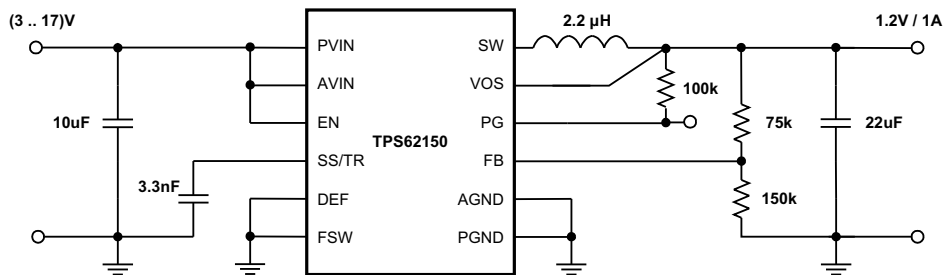 (3 .. 17)V
2.2 µH
1.2V / 1A
PVIN
SW
AVIN
VOS
100k
10uF
EN
PG
75k
22uF
TPS62150
SS/TR
FB
3.3nF
150k
DEF
AGND
FSW
PGND